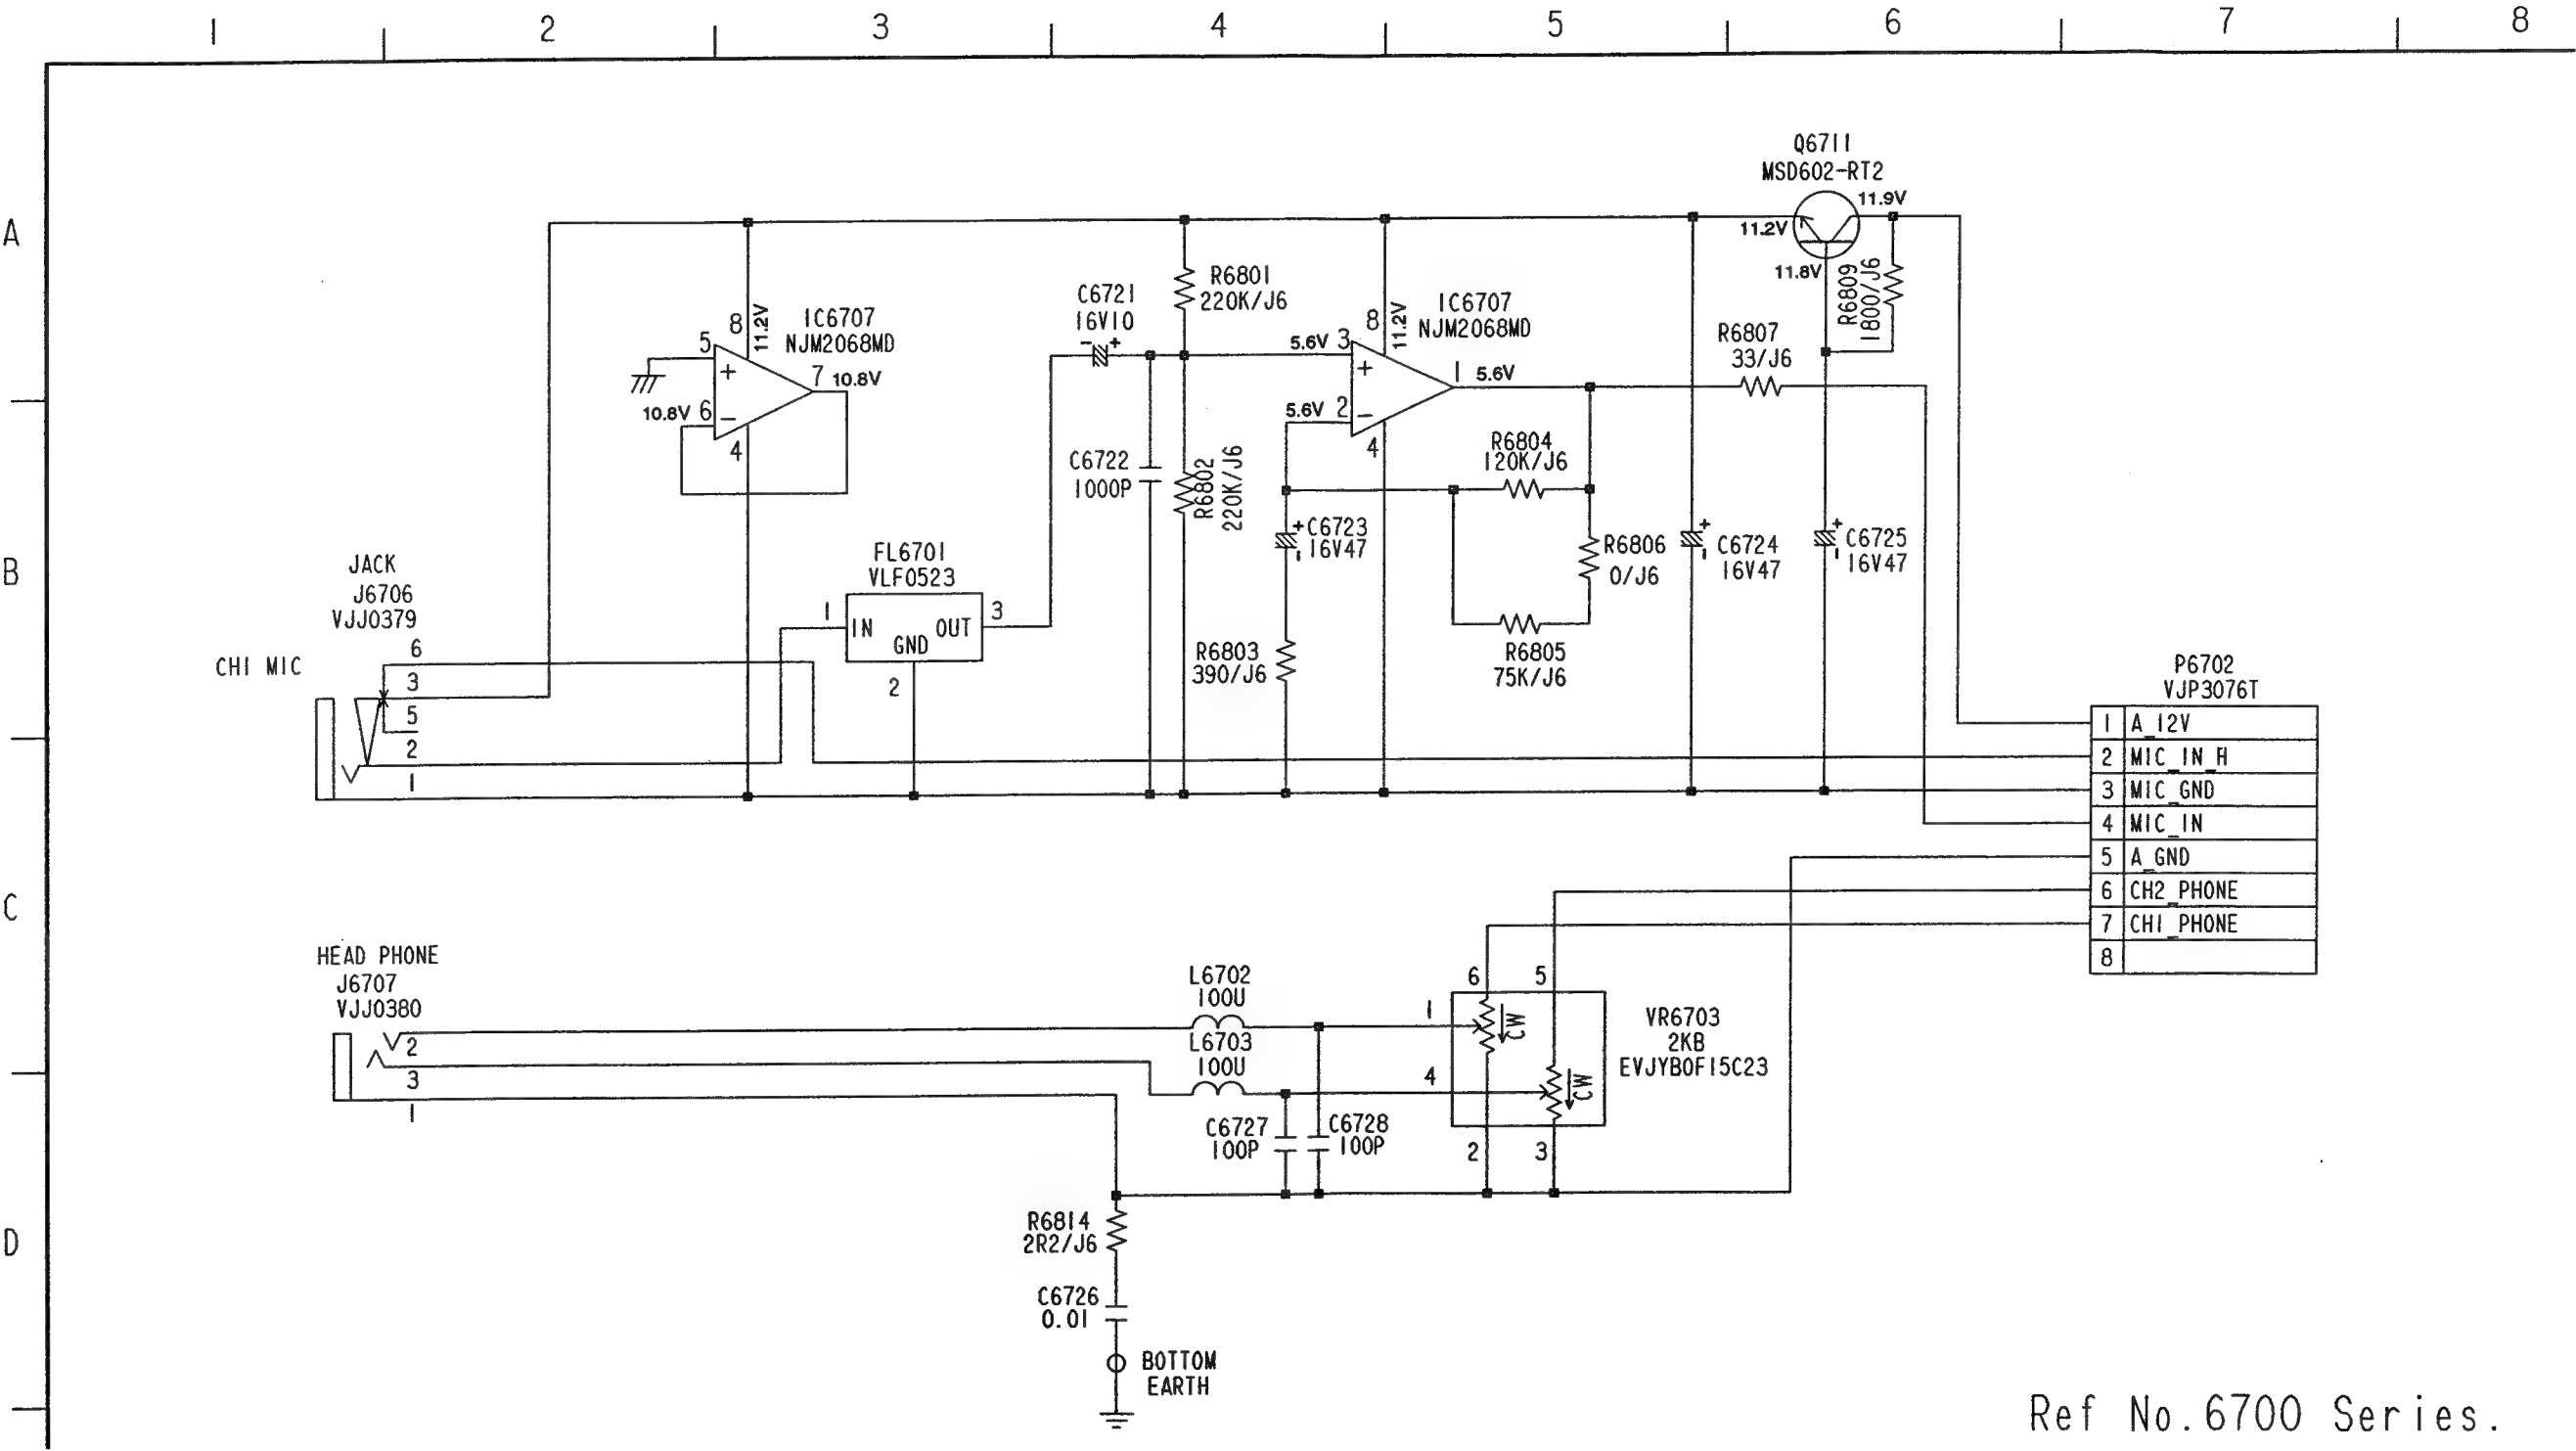 1 2 3 4 5 6 7 8
A
B
C
D
Q6711
MSD602-RT2
11.9V
11.2V
11.8V
R6809
1800/J6
R6801
220K/J6
C6721
16V10
- +
IC6707
NJM2068MD
8
11.2V
5
+
7 10.8V
10.8V 6
-
4
IC6707
NJM2068MD
8
11.2V
5.6V 3
+
1 5.6V
5.6V 2
-
4
R6807
33/J6
C6722
1000P
R6802
220K/J6
R6804
120K/J6
+C6723
- 16V47
R6806
0/J6
+
C6724
- 16V47
+
C6725
- 16V47
R6805
75K/J6
R6803
390/J6
FL6701
VLF0523
1
IN
OUT
GND
3
2
JACK
J6706
VJJ0379
CH1 MIC
6
3
5
2
1
P6702
VJP3076T
1 A_12V
2 MIC_IN_H
3 MIC_GND
4 MIC_IN
5 A_GND
6 CH2_PHONE
7 CH1_PHONE
8
HEAD PHONE
J6707
VJJ0380
2
3
1
L6702
100U
L6703
100U
C6727
100P
C6728
100P
6
5
1
4
CW
CW
2
3
VR6703
2KB
EVJYB0F15C23
R6814
2R2/J6
C6726
0.01
BOTTOM
EARTH
Ref No.6700 Series.